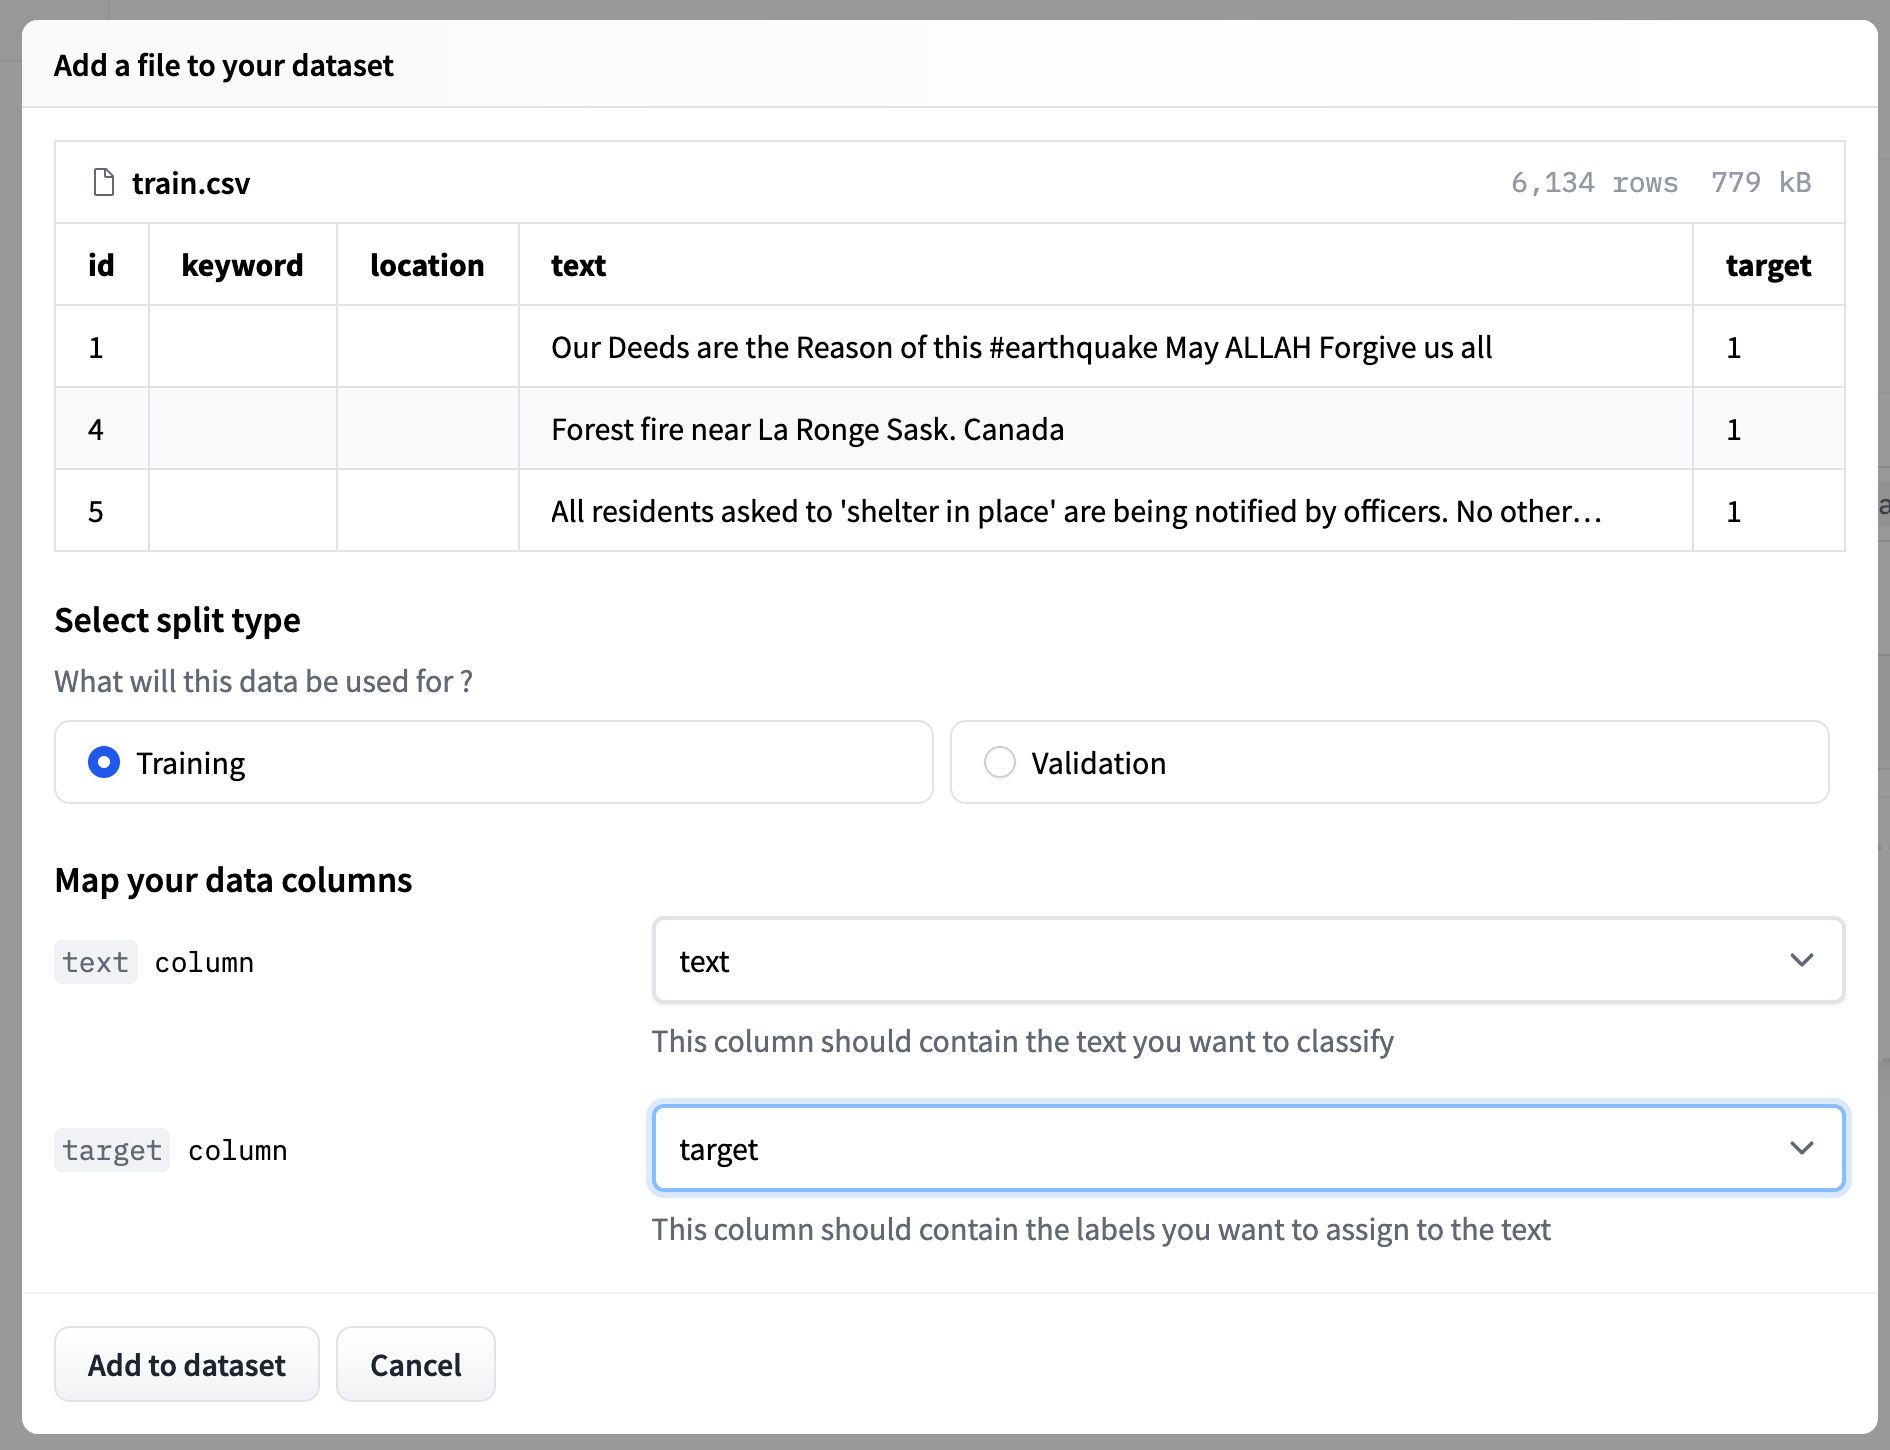 Add a file to your dataset
train.csv 6,134 rows 779 kB
id keyword location text target
1 Our Deeds are the Reason of this #earthquake May ALLAH Forgive us all 1
4 Forest fire near La Ronge Sask. Canada 1
5 All residents asked to 'shelter in place' are being notified by officers. No other… 1
Select split type
What will this data be used for ?
Training Validation
Map your data columns
text column text
This column should contain the text you want to classify
target column target
This column should contain the labels you want to assign to the text
Add to dataset Cancel